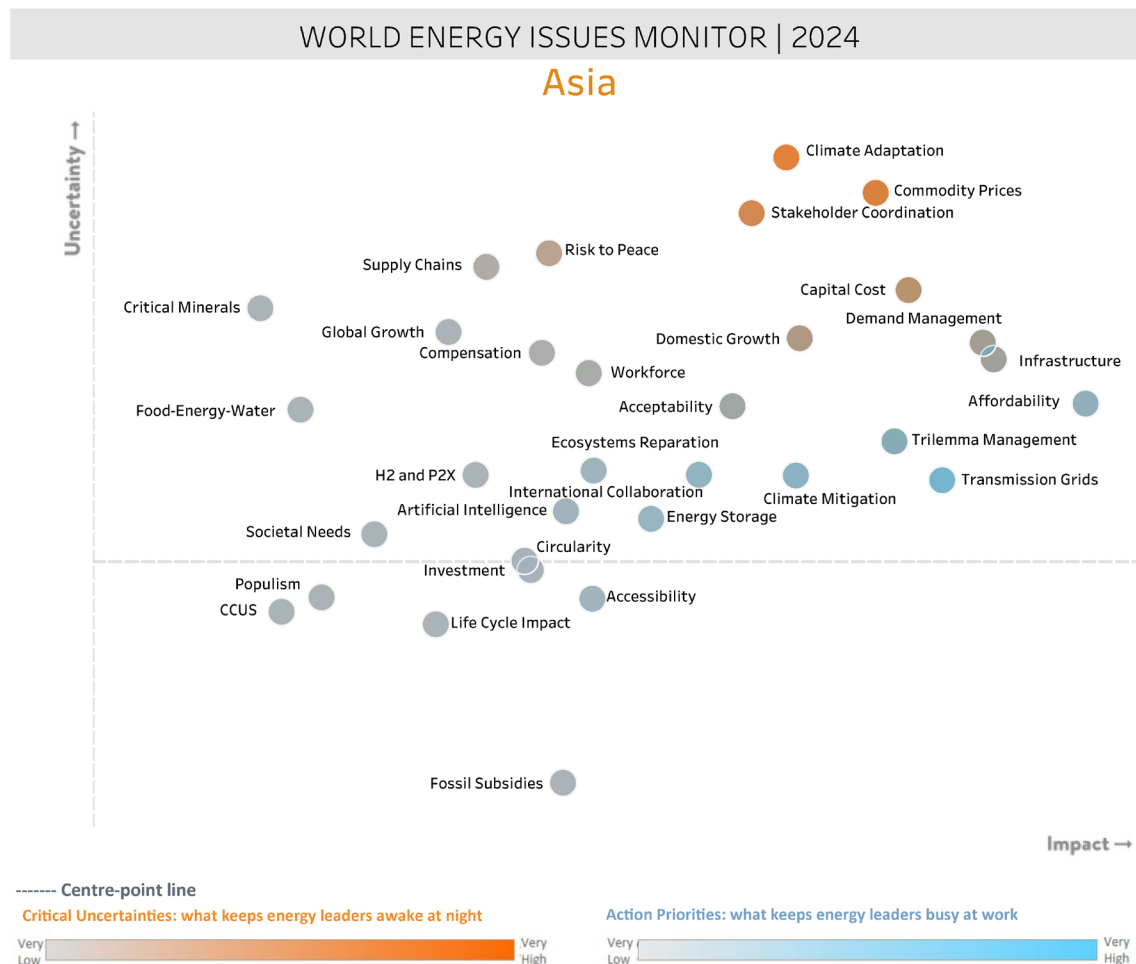 WORLD ENERGY ISSUES MONITOR | 2024
Asia
Uncertainty →
Climate Adaptation
Commodity Prices
Stakeholder Coordination
Risk to Peace
Supply Chains
Capital Cost
Critical Minerals
Demand Management
Global Growth
Domestic Growth
Compensation
Infrastructure
Workforce
Affordability
Acceptability
Food-Energy-Water
Trilemma Management
Ecosystems Reparation
H2 and P2X
Transmission Grids
International Collaboration
Climate Mitigation
Artificial Intelligence
Energy Storage
Societal Needs
Circularity
Investment
Populism
Accessibility
CCUS
Life Cycle Impact
Fossil Subsidies
Impact →
------- Centre-point line
Critical Uncertainties: what keeps energy leaders awake at night
Action Priorities: what keeps energy leaders busy at work
Very Low
Very High
Very Low
Very High